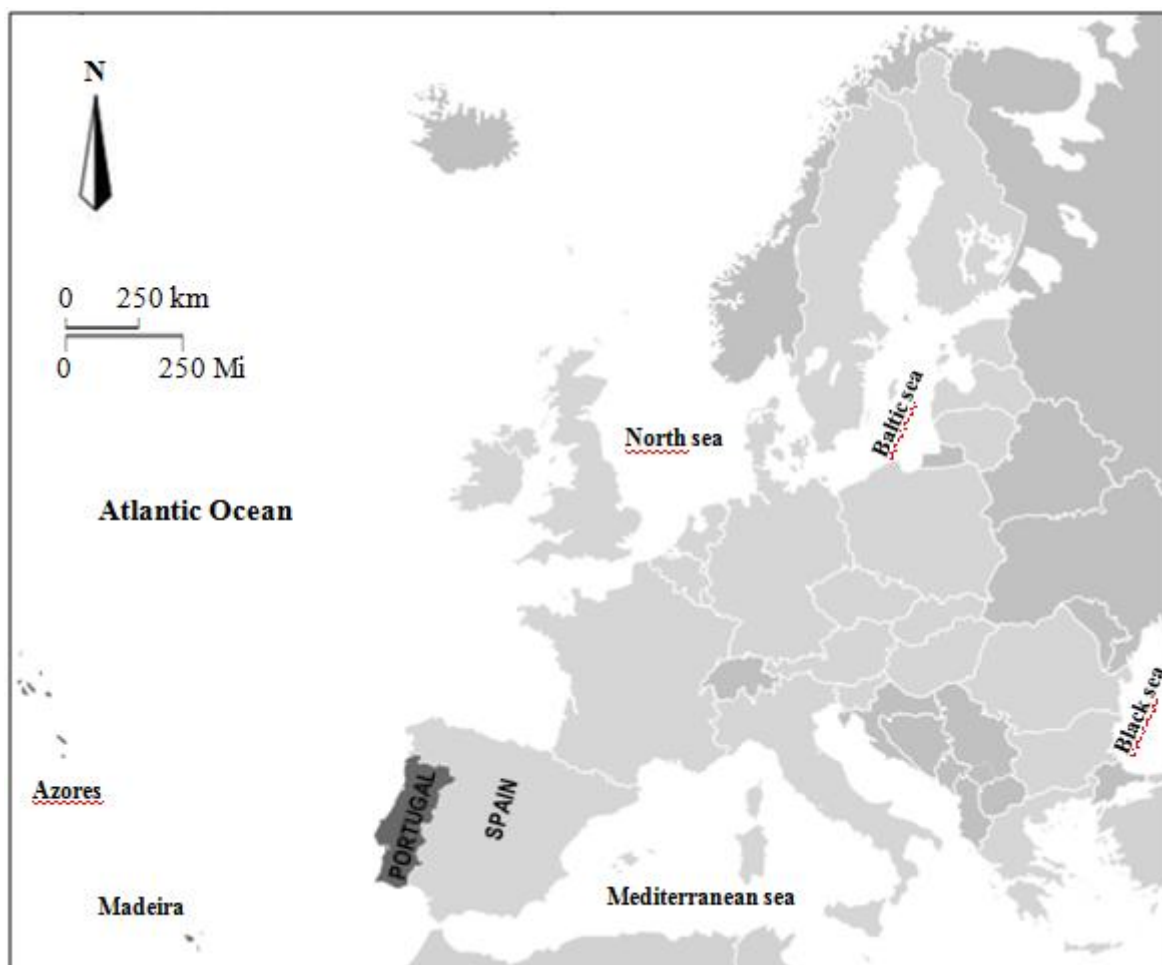 N
0 250 km
0 250 Mi
North sea
Baltic sea
Atlantic Ocean
Black sea
Azores
PORTUGAL
SPAIN
Madeira
Mediterranean sea